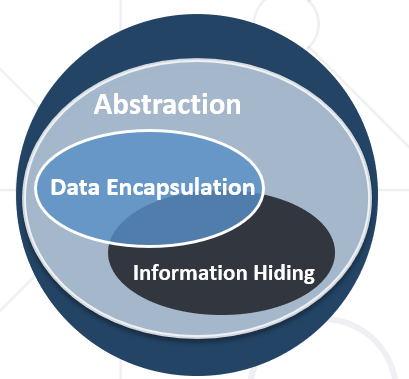 Abstraction
Data Encapsulation
Information Hiding